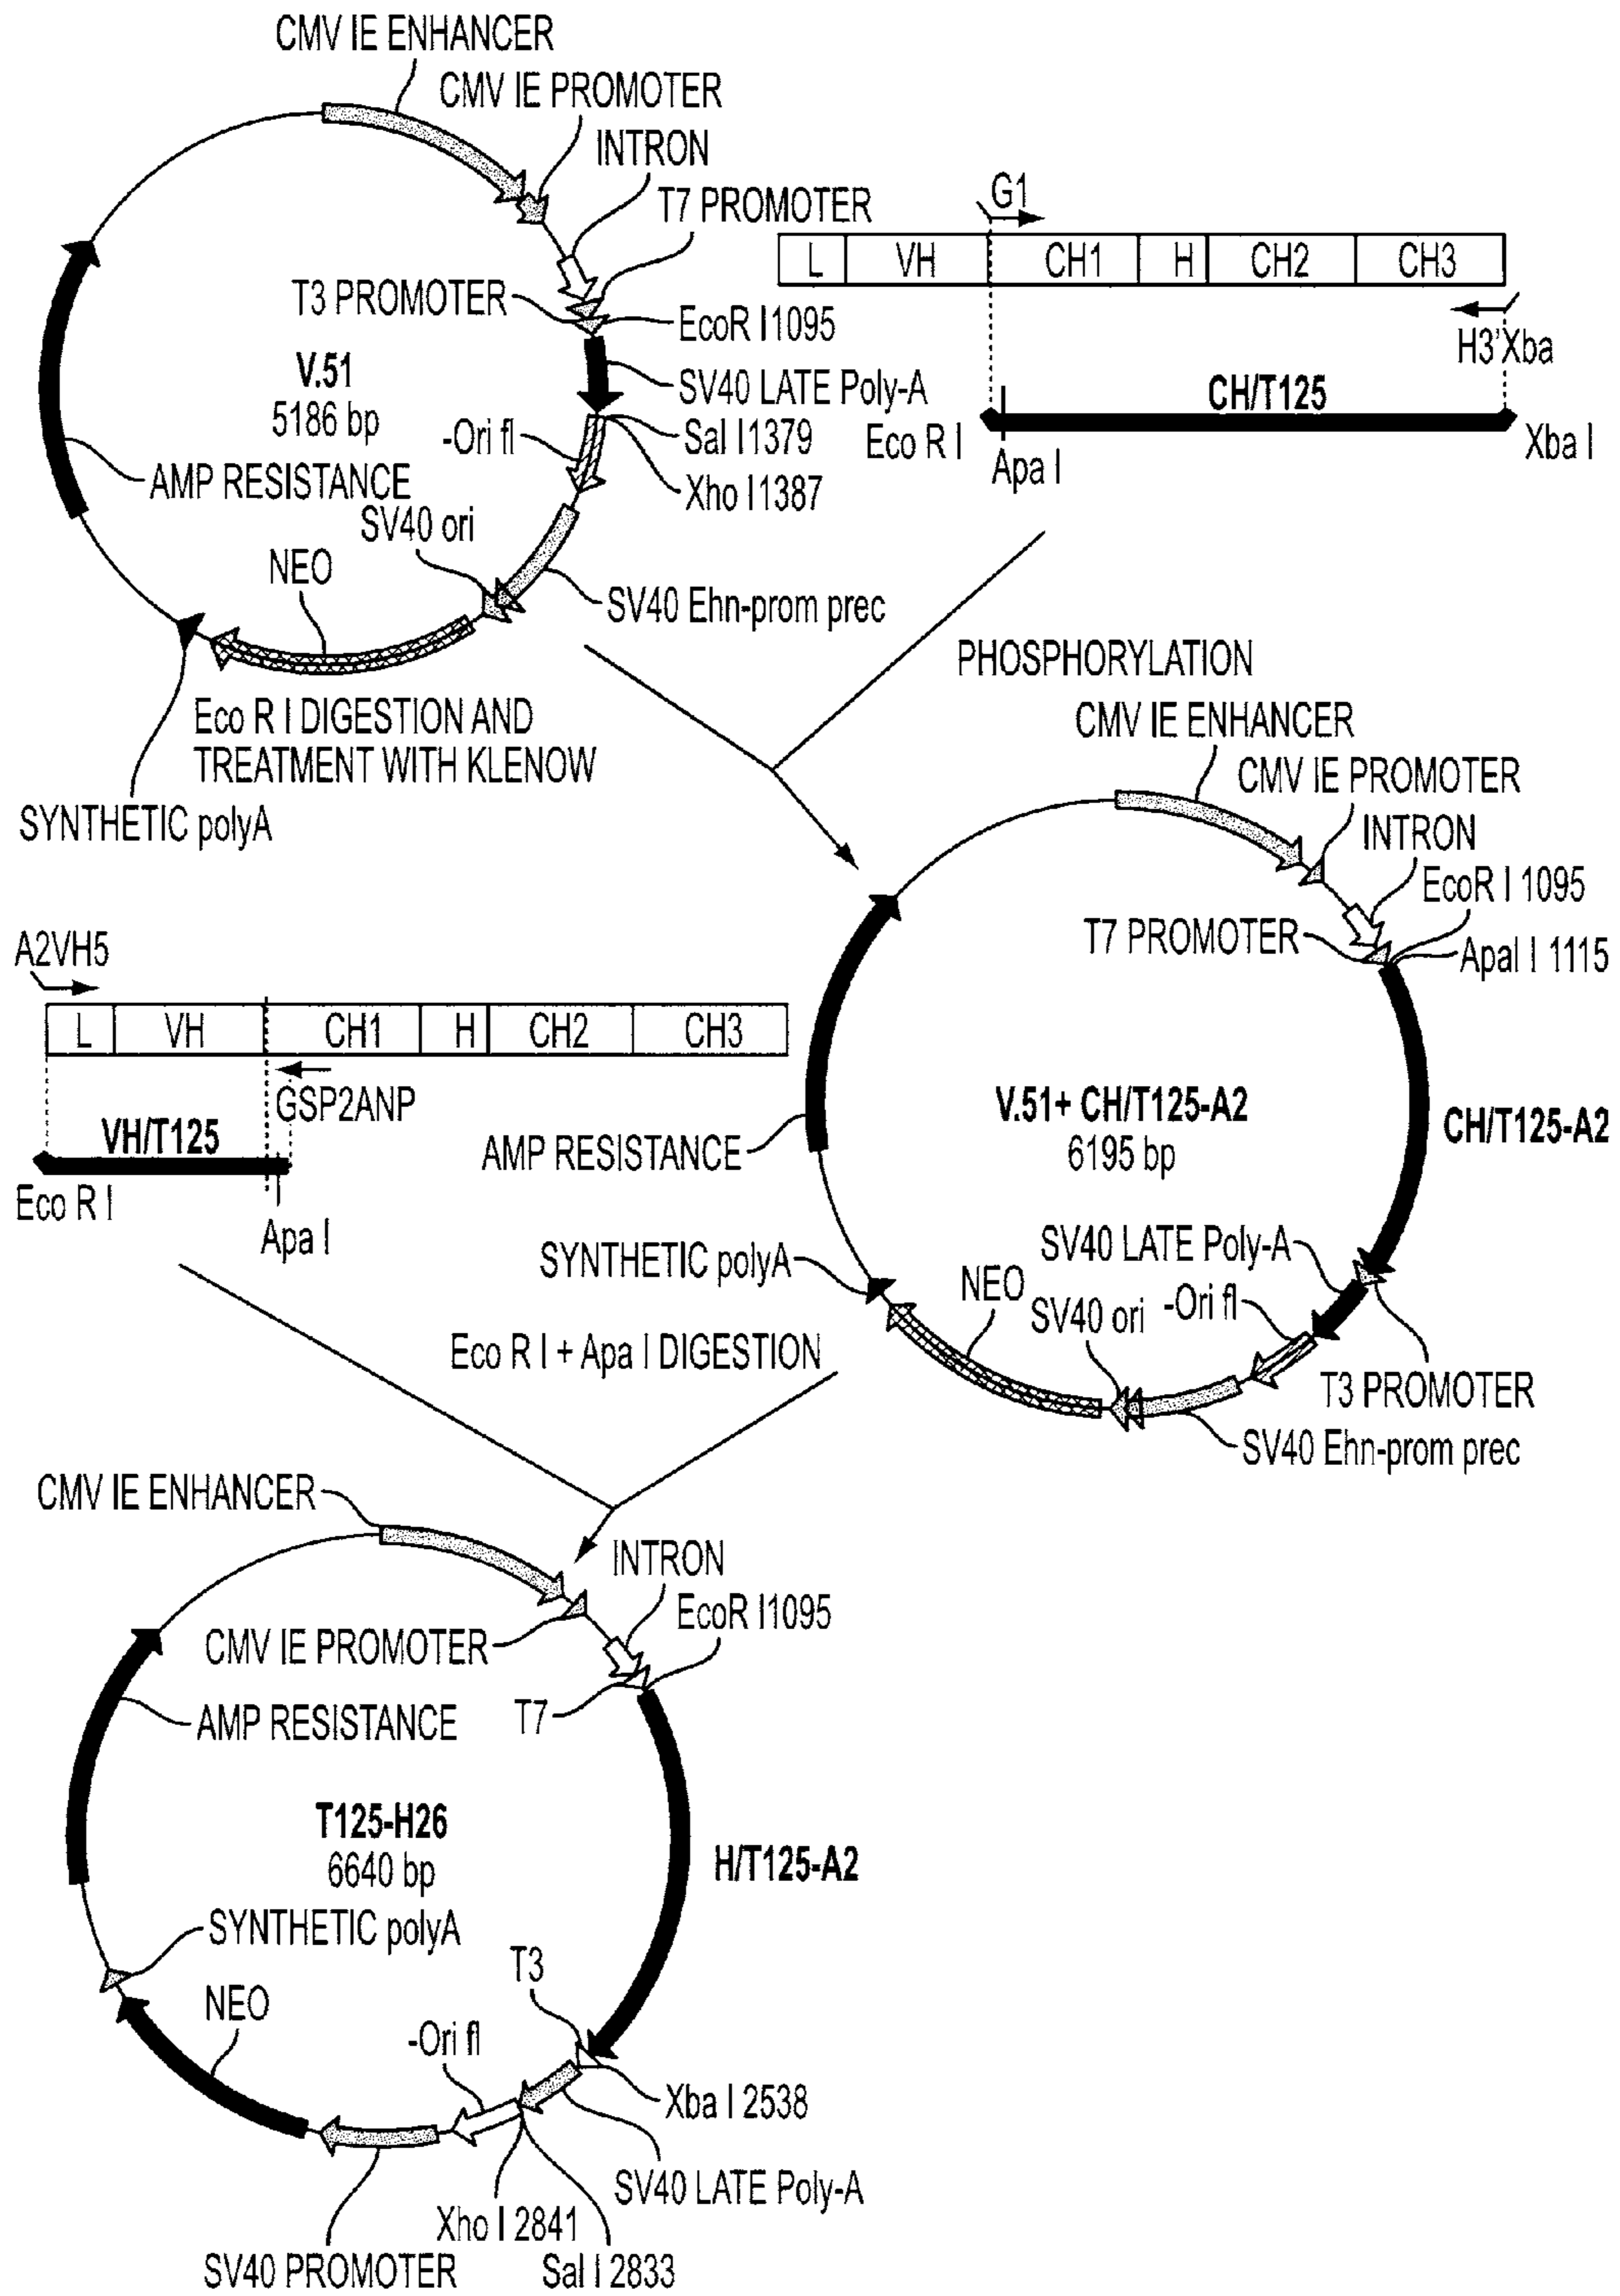 CMV IE ENHANCER
CMV IE PROMOTER
INTRON
T7 PROMOTER
T3 PROMOTER
EcoR I1095
V.51
5186 bp
SV40 LATE Poly-A
-Ori fl
Sal I1379
AMP RESISTANCE
Xho I1387
SV40 ori
NEO
SV40 Ehn-prom prec
Eco R I DIGESTION AND
TREATMENT WITH KLENOW
SYNTHETIC polyA
G1
L VH CH1 H CH2 CH3
H3'Xba
CH/T125
Eco R I
Apa I
Xba I
PHOSPHORYLATION
CMV IE ENHANCER
CMV IE PROMOTER
INTRON
EcoR I 1095
T7 PROMOTER
Apal I 1115
V.51+ CH/T125-A2
6195 bp
CH/T125-A2
AMP RESISTANCE
SV40 LATE Poly-A
SYNTHETIC polyA
NEO
SV40 ori
-Ori fl
T3 PROMOTER
SV40 Ehn-prom prec
A2VH5
L VH CH1 H CH2 CH3
GSP2ANP
VH/T125
Eco R I
Apa I
Eco R I + Apa I DIGESTION
CMV IE ENHANCER
INTRON
EcoR I1095
CMV IE PROMOTER
T7
AMP RESISTANCE
T125-H26
6640 bp
H/T125-A2
SYNTHETIC polyA
T3
NEO
-Ori fl
Xba I 2538
SV40 LATE Poly-A
Xho I 2841
SV40 PROMOTER
Sal I 2833